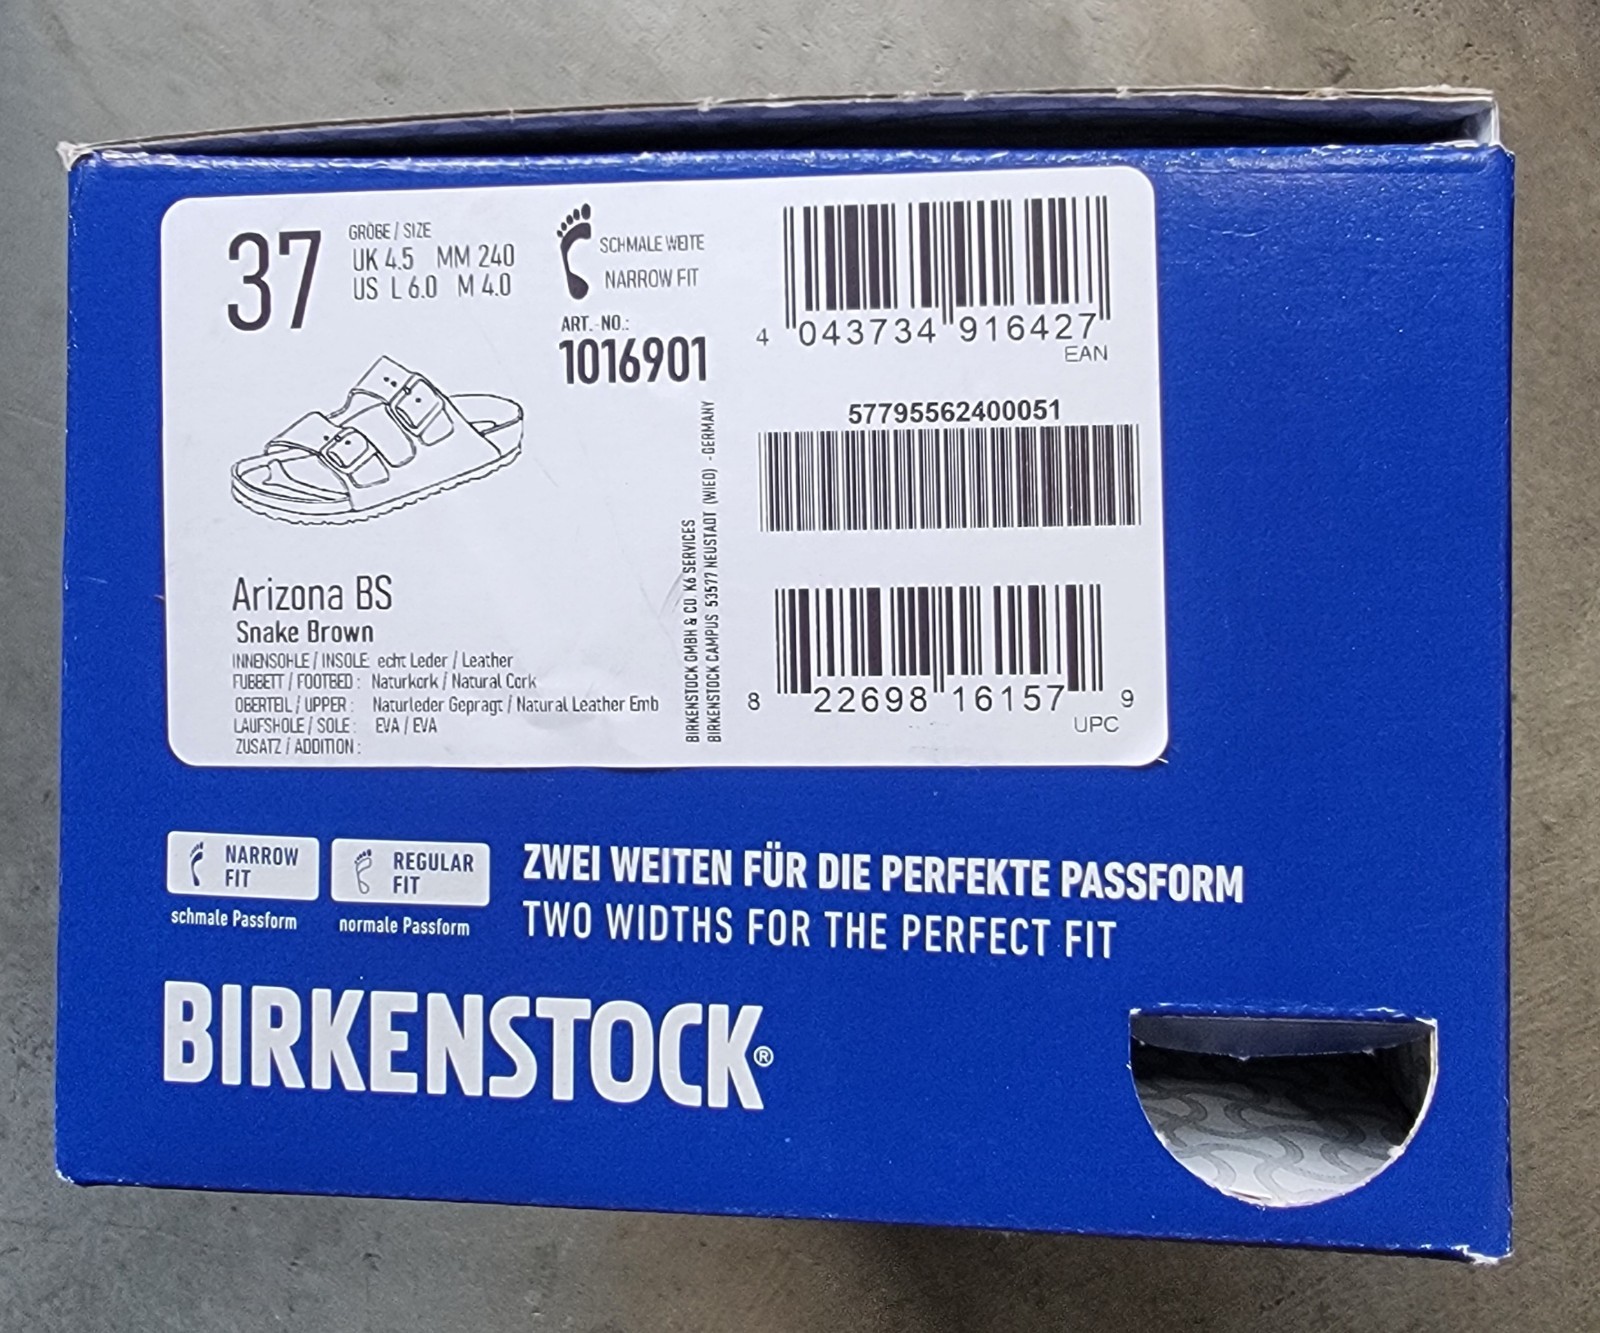 37
GRÖßE / SIZE
UK 4.5 MM 240
US L 6.0 M 4.0
SCHMALE WEITE
NARROW FIT
ART.-NO.:
1016901
4 043734 916427
EAN
57795562400051
8 22698 16157 9
UPC
BIRKENSTOCK GMBH & CO. KG SERVICES
BIRKENSTOCK CAMPUS 53577 NEUSTADT (WIED) -GERMANY
Arizona BS
Snake Brown
INNENSOHLE / INSOLE: echt Leder / Leather
FUßBETT / FOOTBED : Naturkork / Natural Cork
OBERTEIL / UPPER : Naturleder Geprägt / Natural Leather Emb
LAUFSHOLE / SOLE : EVA / EVA
ZUSATZ / ADDITION :
NARROW
FIT
schmale Passform
REGULAR
FIT
normale Passform
ZWEI WEITEN FÜR DIE PERFEKTE PASSFORM
TWO WIDTHS FOR THE PERFECT FIT
BIRKENSTOCK®